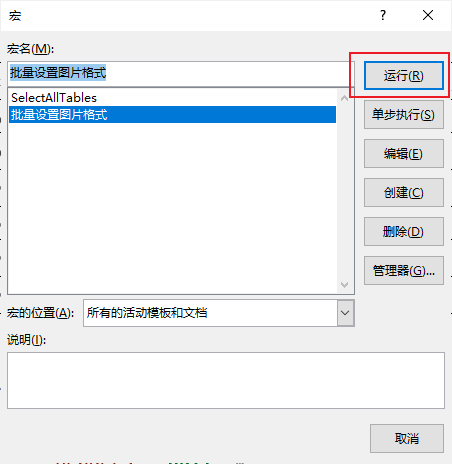 宏
宏名(M):
批量设置图片格式
运行(R)
SelectAllTables
批量设置图片格式
单步执行(S)
编辑(E)
创建(C)
删除(D)
管理器(G)...
宏的位置(A):
所有的活动模板和文档
说明(I):
取消